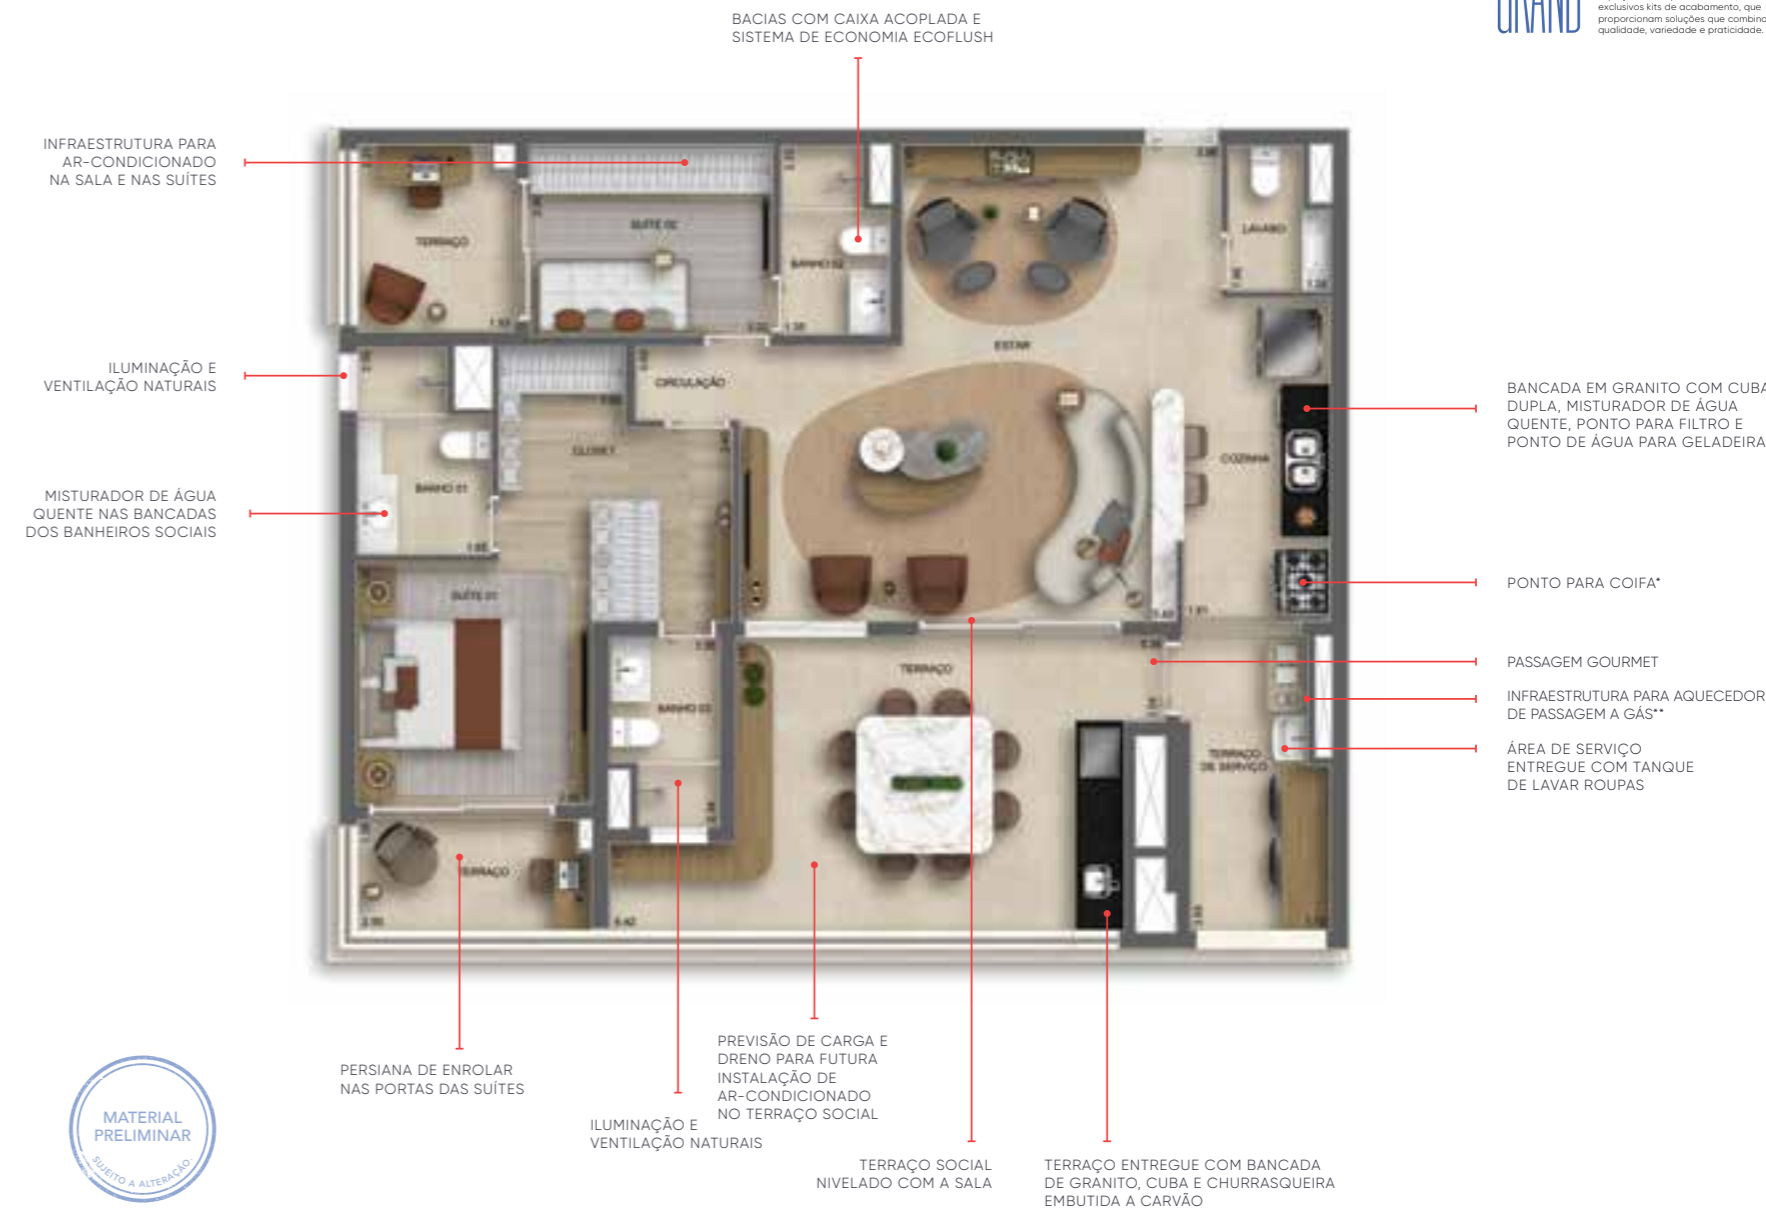 BACIAS COM CAIXA ACOPLADA E
SISTEMA DE ECONOMIA ECOFLUSH
GRAND
exclusivos kits de acabamento, que
proporcionam soluções que combina
qualidade, variedade e praticidade.
INFRAESTRUTURA PARA
AR-CONDICIONADO
NA SALA E NAS SUÍTES
ILUMINAÇÃO E
VENTILAÇÃO NATURAIS
MISTURADOR DE ÁGUA
QUENTE NAS BANCADAS
DOS BANHEIROS SOCIAIS
TERRAÇO
SUÍTE 02
BANHO 02
LAVABO
ESTAR
CIRCULAÇÃO
CLOSET
BANHO 01
COZINHA
SUÍTE 01
BANHO 03
TERRAÇO
TERRAÇO
DE SERVIÇO
TERRAÇO
BANCADA EM GRANITO COM CUBA
DUPLA, MISTURADOR DE ÁGUA
QUENTE, PONTO PARA FILTRO E
PONTO DE ÁGUA PARA GELADEIRA
PONTO PARA COIFA*
PASSAGEM GOURMET
INFRAESTRUTURA PARA AQUECEDOR
DE PASSAGEM A GÁS**
ÁREA DE SERVIÇO
ENTREGUE COM TANQUE
DE LAVAR ROUPAS
PERSIANA DE ENROLAR
NAS PORTAS DAS SUÍTES
ILUMINAÇÃO E
VENTILAÇÃO NATURAIS
PREVISÃO DE CARGA E
DRENO PARA FUTURA
INSTALAÇÃO DE
AR-CONDICIONADO
NO TERRAÇO SOCIAL
TERRAÇO SOCIAL
NIVELADO COM A SALA
TERRAÇO ENTREGUE COM BANCADA
DE GRANITO, CUBA E CHURRASQUEIRA
EMBUTIDA A CARVÃO
MATERIAL
PRELIMINAR
SUJEITO A ALTERAÇÃO.